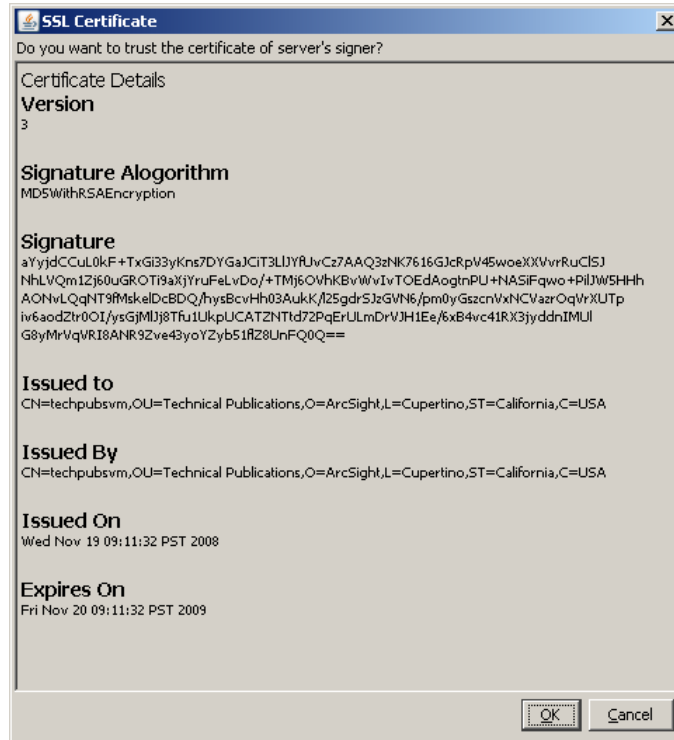 SSL Certificate
Do you want to trust the certificate of server's signer?
Certificate Details
Version
3
Signature Alogorithm
MD5WithRSAEncryption
Signature
aYyjdCCuL0kF+TxGi33yKns7DYGaJCiT3LlJYfUvCz7AAQ3zNK7616GJcRpV45woeXXVvrRuClSJ
NhLVQm1Zj60uGROTi9aXjYruFeLvDo/+TMj6OVhKBvWvIvTOEdAogtnPU+NASiFqwo+PilJW5HHh
AONvLQqNT9fMskelDcBDQ/hysBcvHh03AukK/l25gdrSJzGVN6/pm0yGszcnVxNCVazrOqVrXUTp
iv6aodZtr0OI/ysGjMlJj8Tfu1UkpUCATZNTtd72PqErULmDrVJH1Ee/6xB4vc41RX3jyddnIMUl
G8yMrVqVRI8ANR9Zve43yoYZyb51flZ8UnFQ0Q==
Issued to
CN=techpubsvm,OU=Technical Publications,O=ArcSight,L=Cupertino,ST=California,C=USA
Issued By
CN=techpubsvm,OU=Technical Publications,O=ArcSight,L=Cupertino,ST=California,C=USA
Issued On
Wed Nov 19 09:11:32 PST 2008
Expires On
Fri Nov 20 09:11:32 PST 2009
OK Cancel